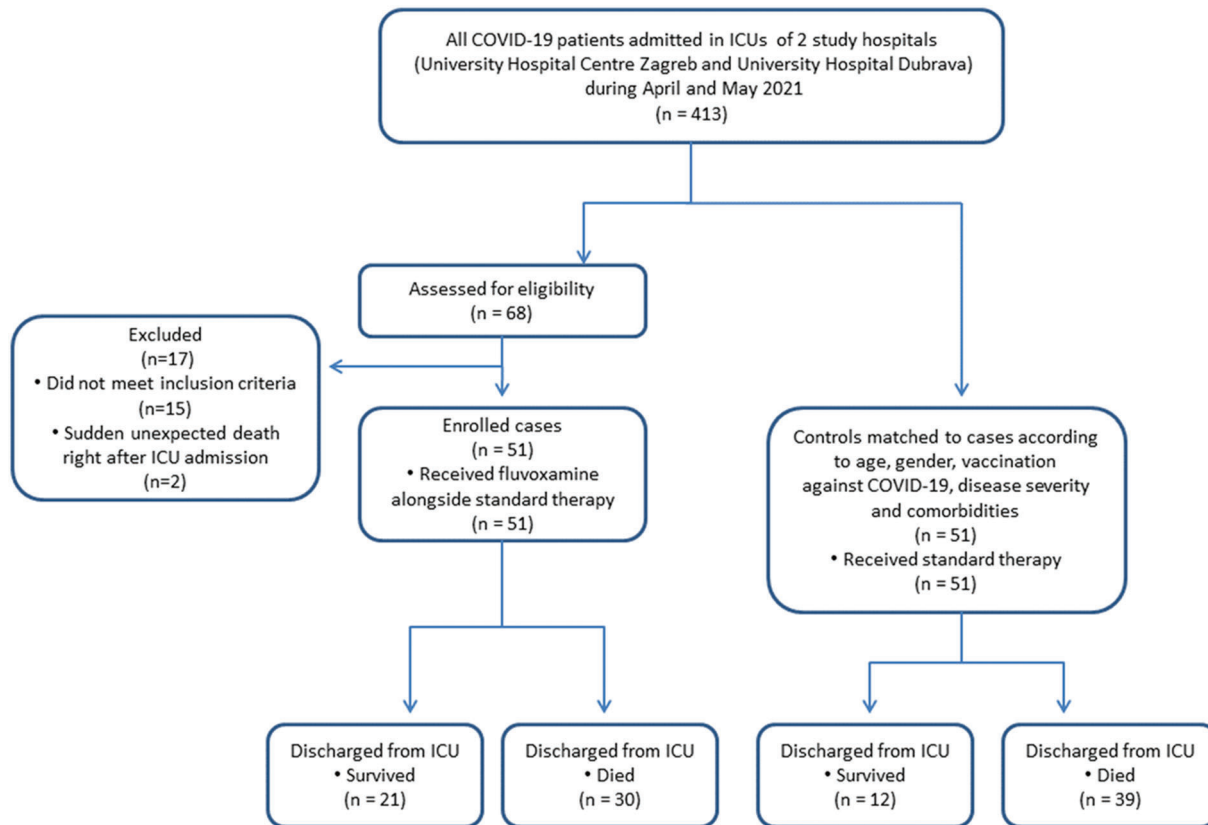 All COVID-19 patients admitted in ICUs of 2 study hospitals
(University Hospital Centre Zagreb and University Hospital Dubrava)
during April and May 2021
(n = 413)
Assessed for eligibility
(n = 68)
Excluded
(n=17)
• Did not meet inclusion criteria
(n=15)
• Sudden unexpected death
right after ICU admission
(n=2)
Enrolled cases
(n = 51)
• Received fluvoxamine
alongside standard therapy
(n = 51)
Controls matched to cases according
to age, gender, vaccination
against COVID-19, disease severity
and comorbidities
(n = 51)
• Received standard therapy
(n = 51)
Discharged from ICU
• Survived
(n = 21)
Discharged from ICU
• Died
(n = 30)
Discharged from ICU
• Survived
(n = 12)
Discharged from ICU
• Died
(n = 39)